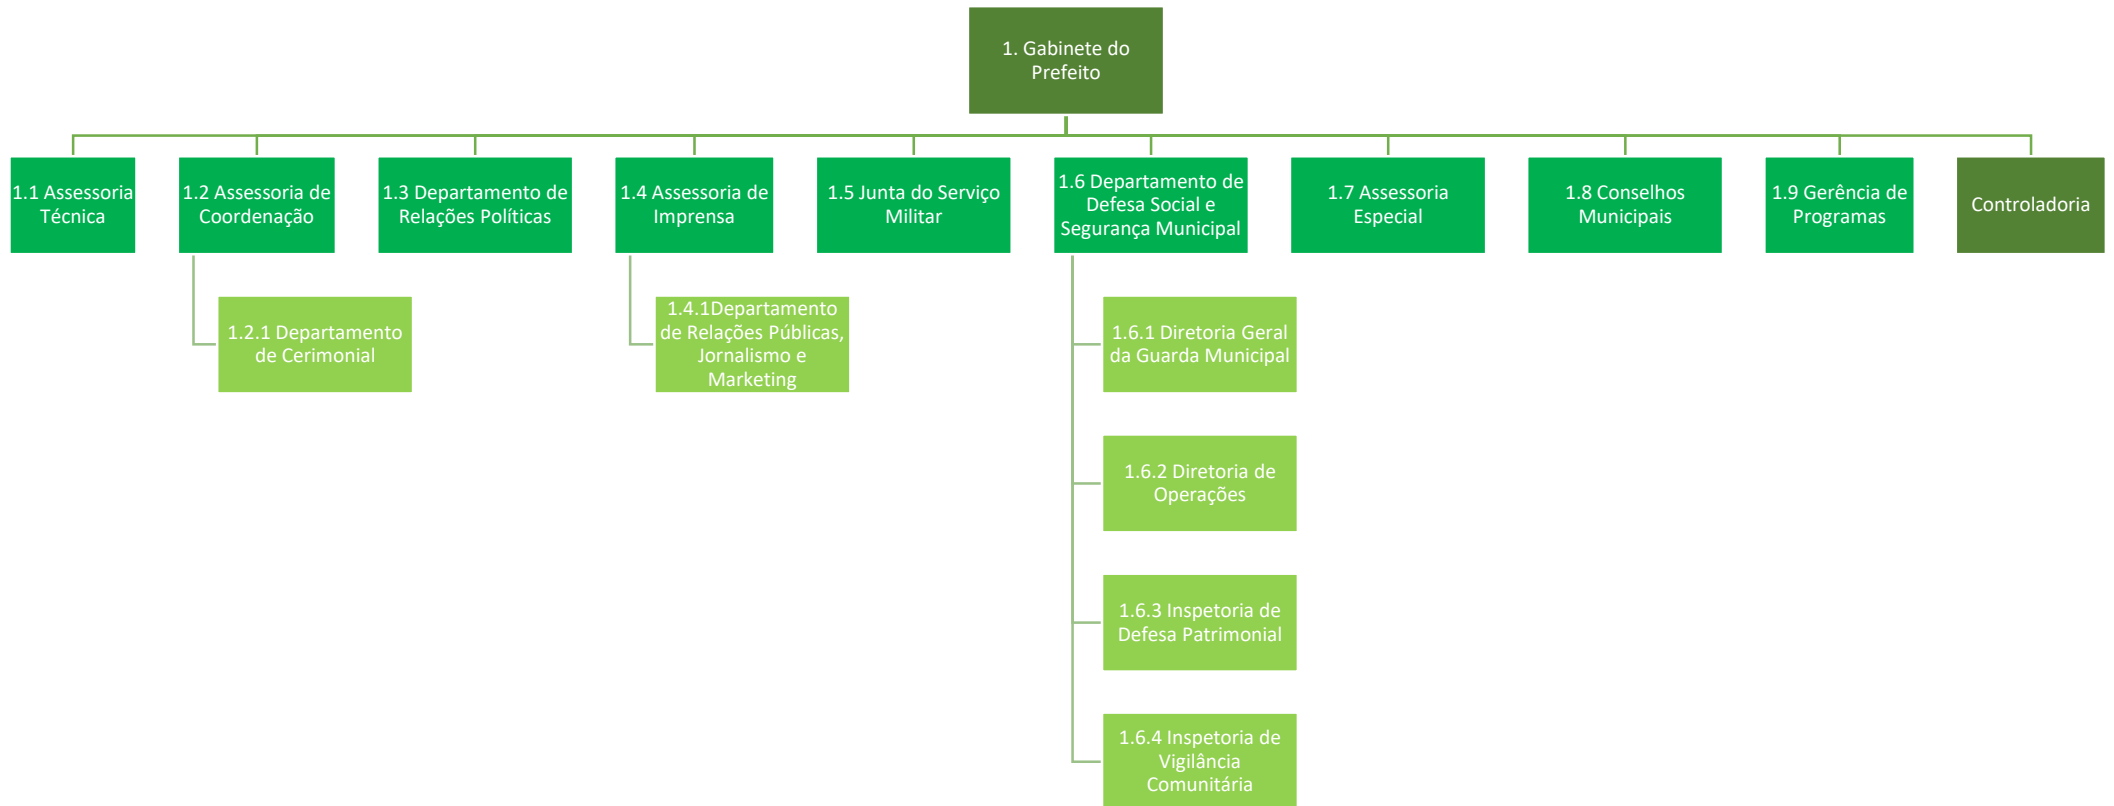 1. Gabinete do
Prefeito
1.1 Assessoria
Técnica
1.2 Assessoria de
Coordenação
1.3 Departamento de
Relações Políticas
1.4 Assessoria de
Imprensa
1.5 Junta do Serviço
Militar
1.6 Departamento de
Defesa Social e
Segurança Municipal
1.7 Assessoria
Especial
1.8 Conselhos
Municipais
1.9 Gerência de
Programas
Controladoria
1.2.1 Departamento
de Cerimonial
1.4.1Departamento
de Relações Públicas,
Jornalismo e
Marketing
1.6.1 Diretoria Geral
da Guarda Municipal
1.6.2 Diretoria de
Operações
1.6.3 Inspetoria de
Defesa Patrimonial
1.6.4 Inspetoria de
Vigilância
Comunitária